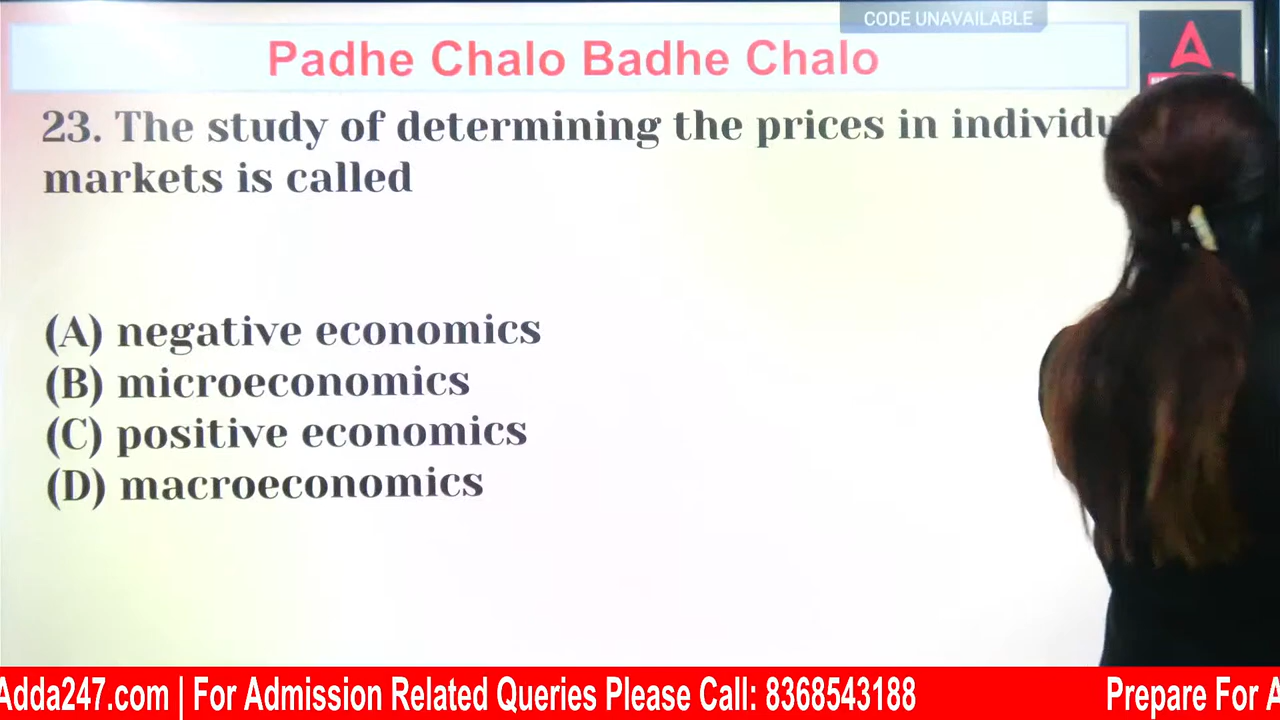 CODE UNAVAILABLE
Padhe Chalo Badhe Chalo
23. The study of determining the prices in
markets is called
(A) negative economics
(B) microeconomics
(C) positive economics
(D) macroeconomics
Adda247.com | For Admission Related Queries Please Call: 8368543188 Prepare For